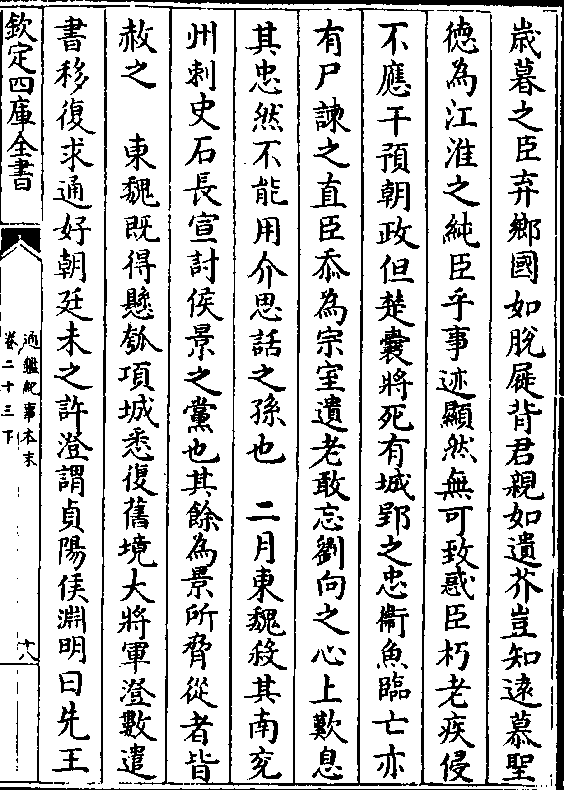 歳暮之臣弃鄉國如脫屣背君親如遺芥豈知遠慕聖
徳為江淮之純臣乎事迹顯然無可致惑臣朽老疾侵
不應干預朝政但楚囊將死有城郢之忠衞魚臨亡亦
有尸諫之直臣忝為宗室遺老敢忘劉向之心上歎息
其忠然不能用介思話之孫也　二月東魏殺其南兖
州刺史石長宣討侯景之黨也其餘為景所脅從者皆
赦之　東魏既得懸瓠項城悉復舊境大將軍澄數遣
書移復求通好朝廷未之許澄謂貞陽侯淵明曰先王
欽定四庫全書
通鑑紀事本末
卷二十三下
十八